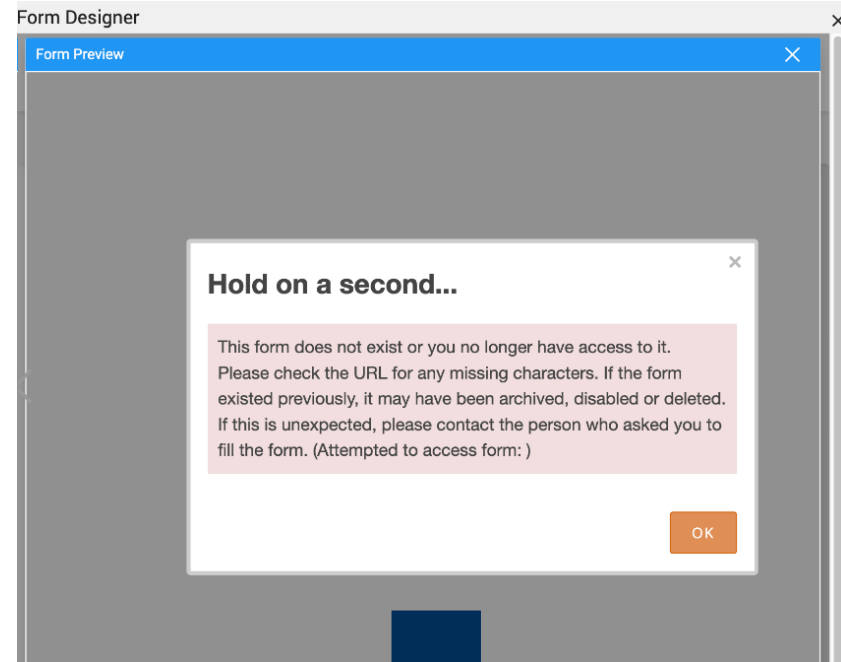 Form Designer
Form Preview
Hold on a second...
This form does not exist or you no longer have access to it.
Please check the URL for any missing characters. If the form
existed previously, it may have been archived, disabled or deleted.
If this is unexpected, please contact the person who asked you to
fill the form. (Attempted to access form: )
OK